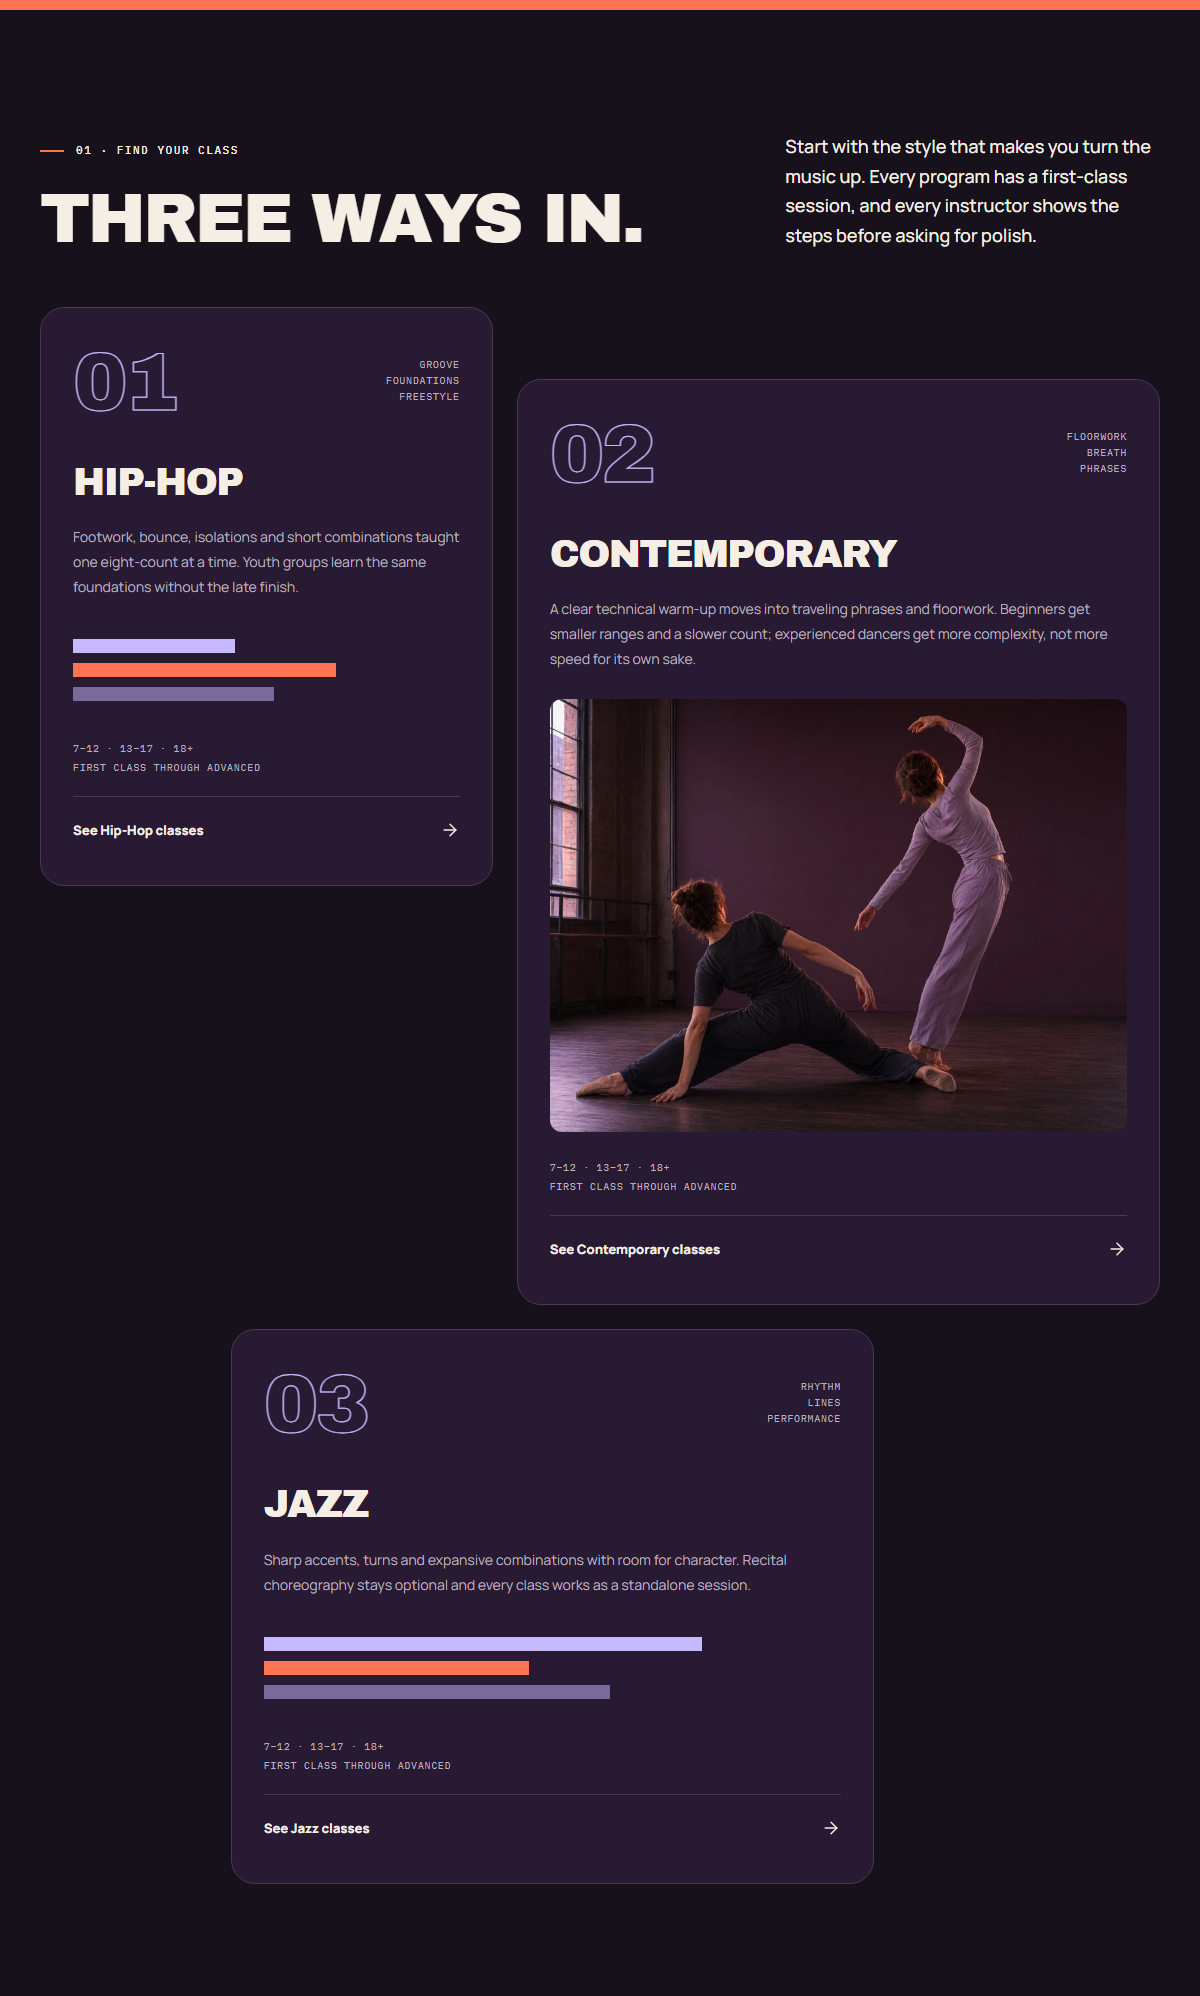 01 · FIND YOUR CLASS
THREE WAYS IN.
Start with the style that makes you turn the
music up. Every program has a first-class
session, and every instructor shows the
steps before asking for polish.
01
GROOVE
FOUNDATIONS
FREESTYLE
HIP-HOP
Footwork, bounce, isolations and short combinations taught
one eight-count at a time. Youth groups learn the same
foundations without the late finish.
7–12 · 13–17 · 18+
FIRST CLASS THROUGH ADVANCED
See Hip-Hop classes
02
FLOORWORK
BREATH
PHRASES
CONTEMPORARY
A clear technical warm-up moves into traveling phrases and floorwork. Beginners get
smaller ranges and a slower count; experienced dancers get more complexity, not more
speed for its own sake.
7–12 · 13–17 · 18+
FIRST CLASS THROUGH ADVANCED
See Contemporary classes
03
RHYTHM
LINES
PERFORMANCE
JAZZ
Sharp accents, turns and expansive combinations with room for character. Recital
choreography stays optional and every class works as a standalone session.
7–12 · 13–17 · 18+
FIRST CLASS THROUGH ADVANCED
See Jazz classes